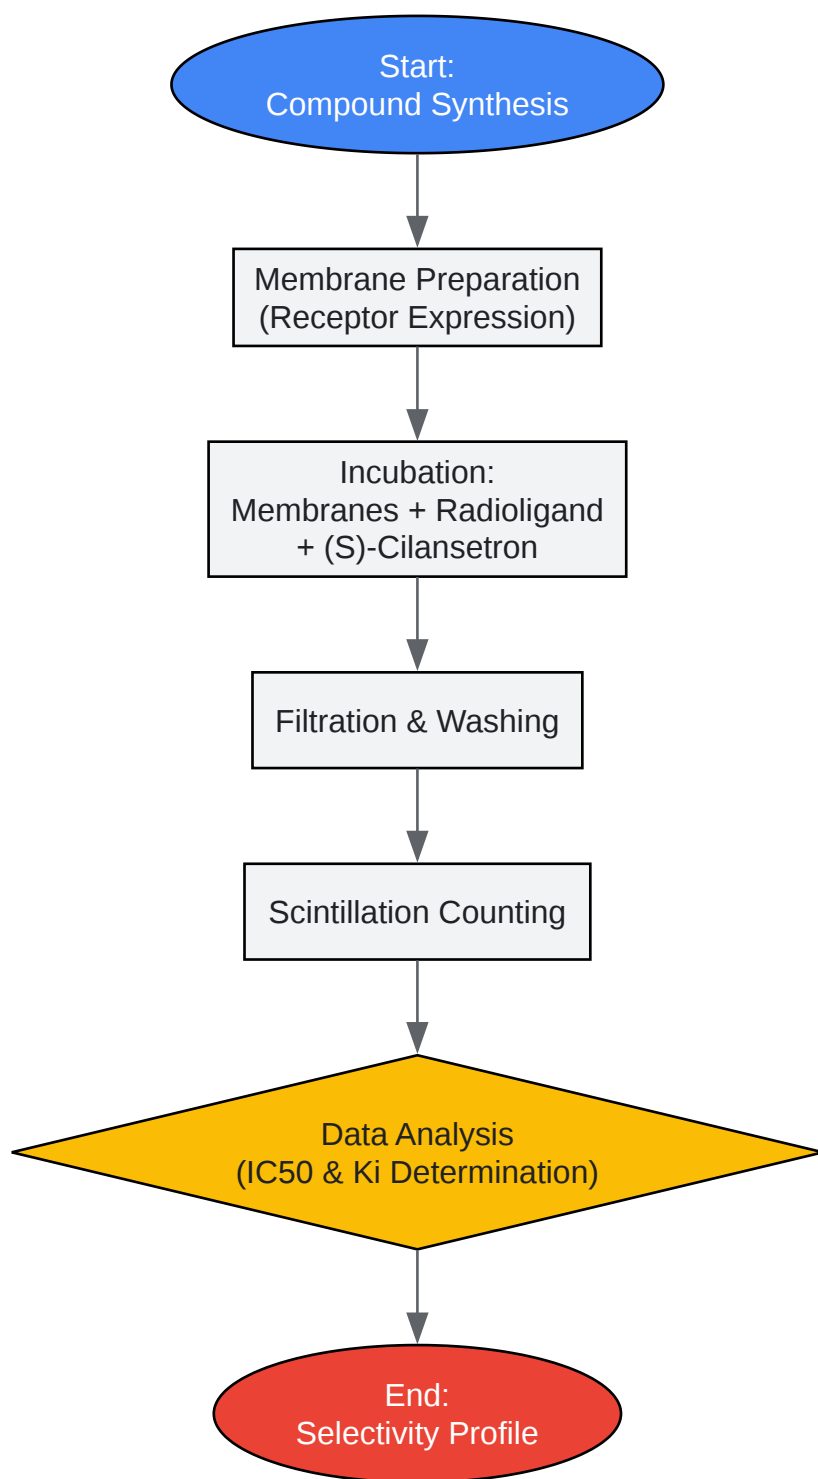 Start:
Compound Synthesis
Membrane Preparation
(Receptor Expression)
Incubation:
Membranes + Radioligand
+ (S)-Cilansetron
Filtration & Washing
Scintillation Counting
Data Analysis
(IC50 & Ki Determination)
End:
Selectivity Profile